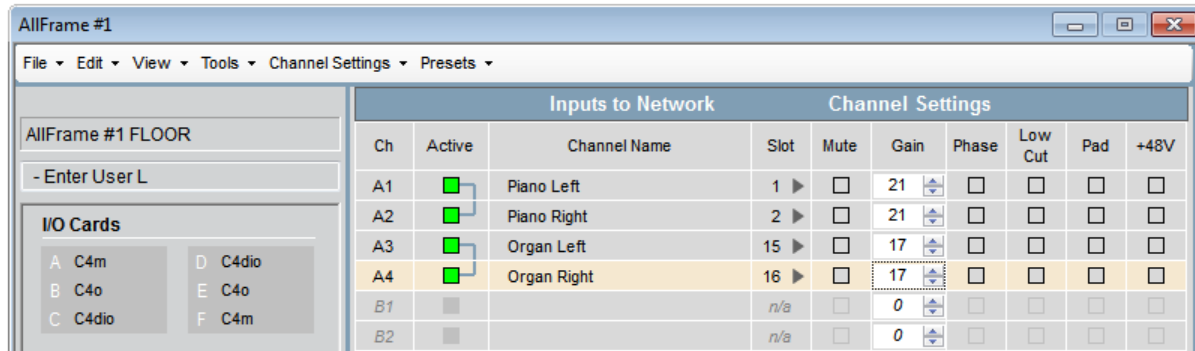 AllFrame #1
File Edit View Tools Channel Settings Presets
Inputs to Network Channel Settings
AllFrame #1 FLOOR
- Enter User L
I/O Cards
A C4m D C4dio
B C4o E C4o
C C4dio F C4m
Ch Active Channel Name Slot Mute Gain Phase Low Cut Pad +48V
A1 Piano Left 1 21
A2 Piano Right 2 21
A3 Organ Left 15 17
A4 Organ Right 16 17
B1 n/a 0
B2 n/a 0